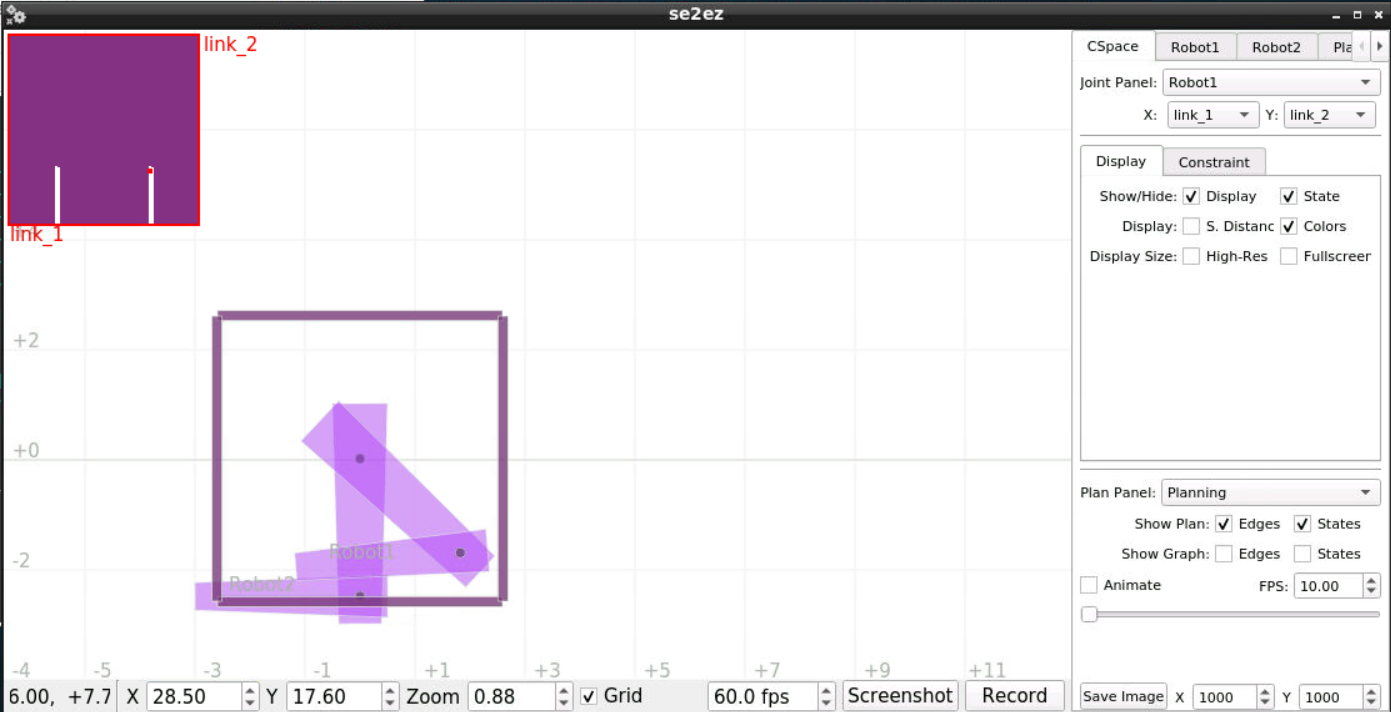 se2ez
link_2
CSpace Robot1 Robot2 Pla
Joint Panel: Robot1
X: link_1 Y: link_2
Display Constraint
Show/Hide: Display State
Display: S. Distanc Colors
link_1
Display Size: High-Res Fullscreer
+2
+0
-2
Robot1
Robot2
Plan Panel: Planning
Show Plan: Edges States
Show Graph: Edges States
Animate FPS: 10.00
-4 -5 -3 -1 +1 +3 +5 +7 +9 +11
6.00, +7.7 X 28.50 Y 17.60 Zoom 0.88 Grid 60.0 fps Screenshot Record
Save Image X 1000 Y 1000